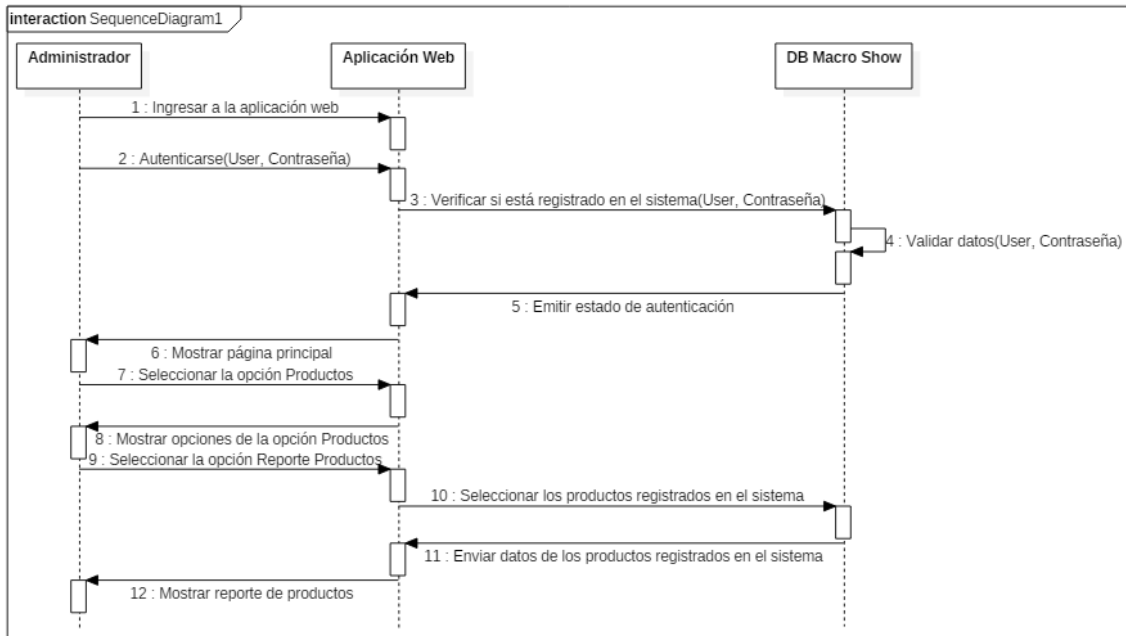 interaction SequenceDiagram1
Administrador
Aplicación Web
DB Macro Show
1 : Ingresar a la aplicación web
2 : Autenticarse(User, Contraseña)
3 : Verificar si está registrado en el sistema(User, Contraseña)
4 : Validar datos(User, Contraseña)
5 : Emitir estado de autenticación
6 : Mostrar página principal
7 : Seleccionar la opción Productos
8 : Mostrar opciones de la opción Productos
9 : Seleccionar la opción Reporte Productos
10 : Seleccionar los productos registrados en el sistema
11 : Enviar datos de los productos registrados en el sistema
12 : Mostrar reporte de productos